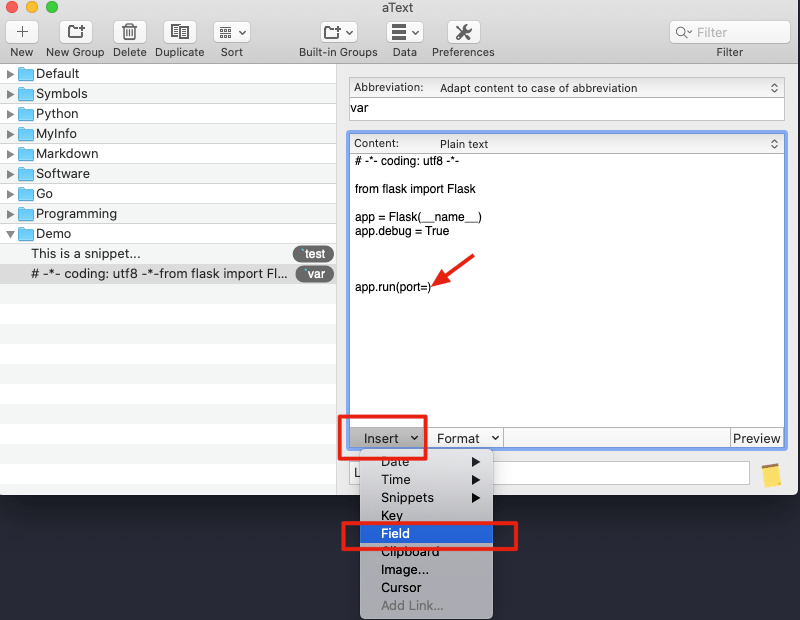 aText
New
New Group
Delete
Duplicate
Sort
Built-in Groups
Data
Preferences
Filter
Filter
Default
Symbols
Python
MyInfo
Markdown
Software
Go
Programming
Demo
This is a snippet... `test
# -*- coding: utf8 -*-from flask import Fl... `var
Abbreviation: Adapt content to case of abbreviation
var
Content: Plain text
# -*- coding: utf8 -*-
from flask import Flask
app = Flask(__name__)
app.debug = True
app.run(port=)
Insert
Format
Preview
L
Date
Time
Snippets
Key
Field
Clipboard
Image...
Cursor
Add Link...